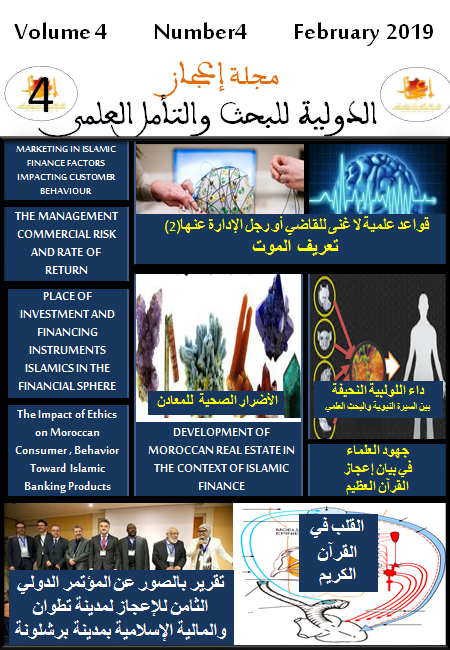 Volume 4 Number4 February 2019
4
مجلة إعجاز
الدولية للبحث والتأمل العلمي
MARKETING IN ISLAMIC
FINANCE FACTORS
IMPACTING CUSTOMER
BEHAVIOUR
THE MANAGEMENT
COMMERCIAL RISK
AND RATE OF
RETURN
PLACE OF
INVESTMENT AND
FINANCING
INSTRUMENTS
ISLAMICS IN THE
FINANCIAL SPHERE
The Impact of Ethics
on Moroccan
Consumer , Behavior
Toward Islamic
Banking Products
قواعد علمية لا غنى للقاضي أو رجل الإدارة عنها(2)
تعريف الموت
الأضرار الصحية للمعادن
DEVELOPMENT OF
MOROCCAN REAL ESTATE IN
THE CONTEXT OF ISLAMIC
FINANCE
داء اللولبية النحيفة
بين السيرة النبوية والبحث العلمي
جهود العلماء
في بيان إعجاز
القرآن العظيم
تقرير بالصور عن المؤتمر الدولي
الثامن للإعجاز لمدينة تطوان
والمالية الإسلامية بمدينة برشلونة
القلب في
القرآن
الكريم